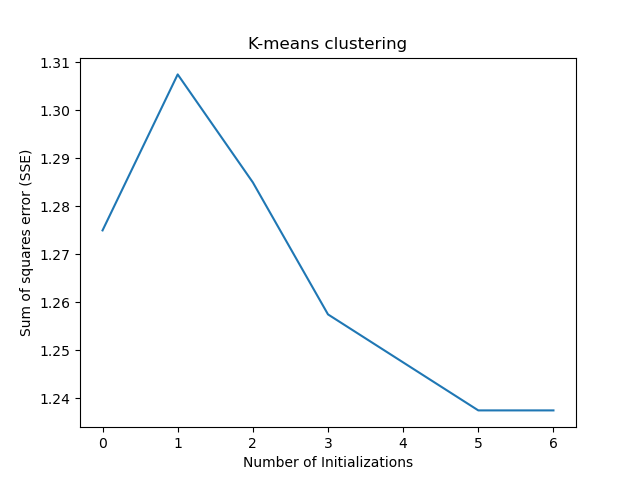 K-means clustering
1.31
1.30
1.29
1.28
1.27
1.26
1.25
1.24
Sum of squares error (SSE)
0 1 2 3 4 5 6
Number of Initializations